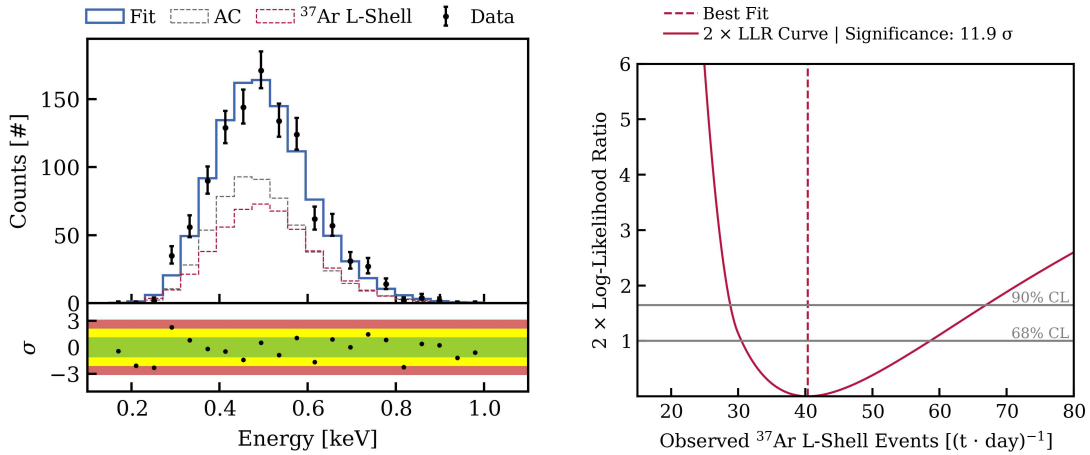 Fit
AC
³⁷Ar L-Shell
Data
Counts [#]
150
100
50
0
σ
3
0
−3
0.2
0.4
0.6
0.8
1.0
Energy [keV]
Best Fit
2 × LLR Curve | Significance: 11.9 σ
2 × Log-Likelihood Ratio
6
5
4
3
2
1
90% CL
68% CL
20
30
40
50
60
70
80
Observed ³⁷Ar L-Shell Events [(t · day)⁻¹]